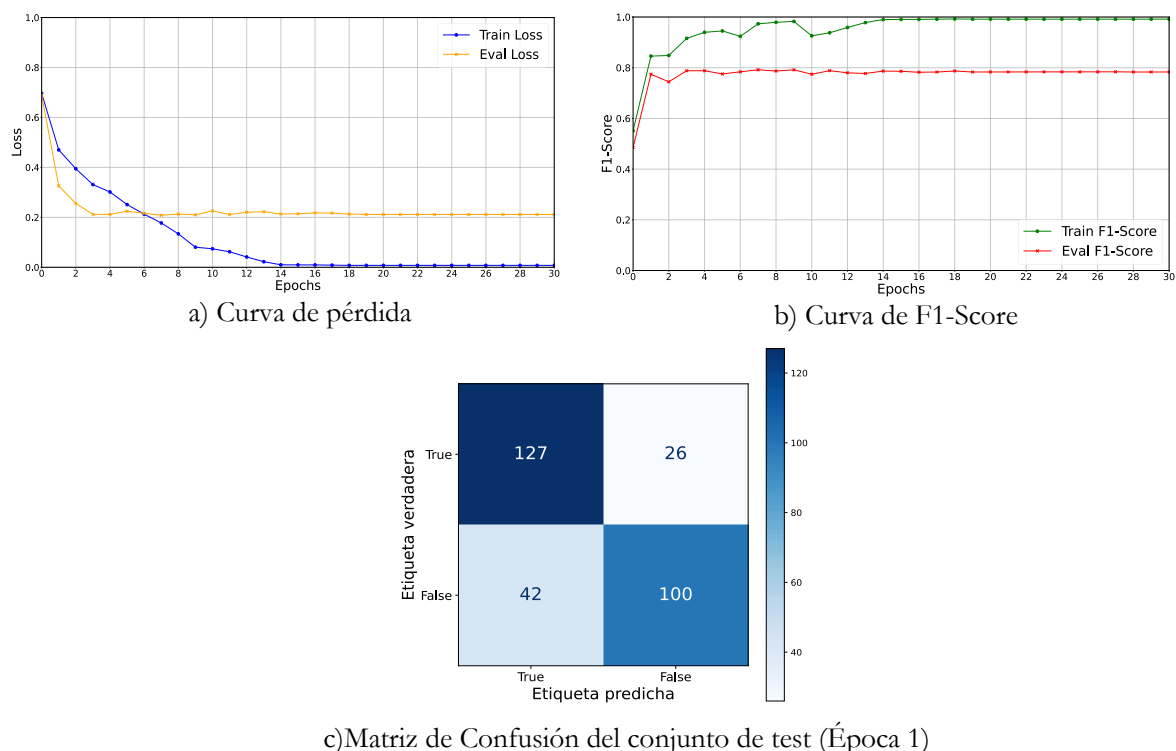 1.0
0.8
0.6
0.4
0.2
0.0
Loss
Train Loss
Eval Loss
0 2 4 6 8 10 12 14 16 18 20 22 24 26 28 30
Epochs
a) Curva de pérdida
1.0
0.8
0.6
0.4
0.2
0.0
F1-Score
Train F1-Score
Eval F1-Score
0 2 4 6 8 10 12 14 16 18 20 22 24 26 28 30
Epochs
b) Curva de F1-Score
Etiqueta verdadera
True
127 26
False
42 100
True False
Etiqueta predicha
120
100
80
60
40
c)Matriz de Confusión del conjunto de test (Época 1)